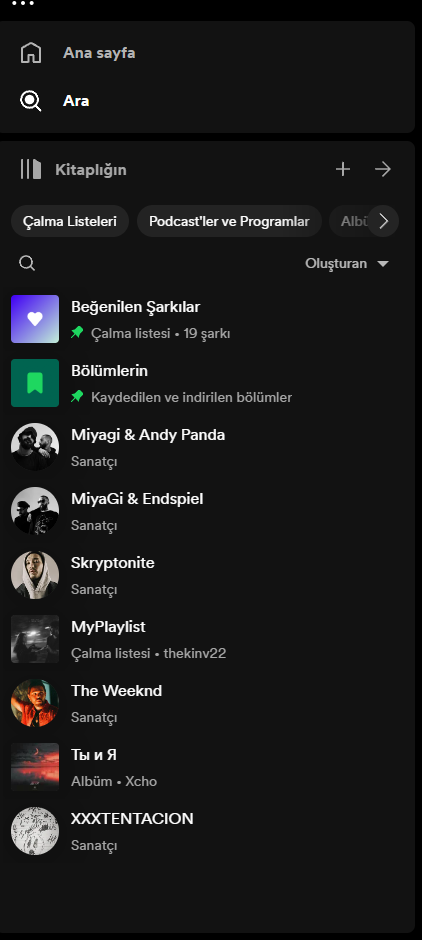 Ana sayfa
Ara
Kitaplığın
Çalma Listeleri
Podcast'ler ve Programlar
Oluşturan
Beğenilen Şarkılar
Çalma listesi • 19 şarkı
Bölümlerin
Kaydedilen ve indirilen bölümler
Miyagi & Andy Panda
Sanatçı
MiyaGi & Endspiel
Sanatçı
Skryptonite
Sanatçı
MyPlaylist
Çalma listesi • thekinv22
The Weeknd
Sanatçı
Ты и Я
Albüm • Xcho
XXXTENTACION
Sanatçı